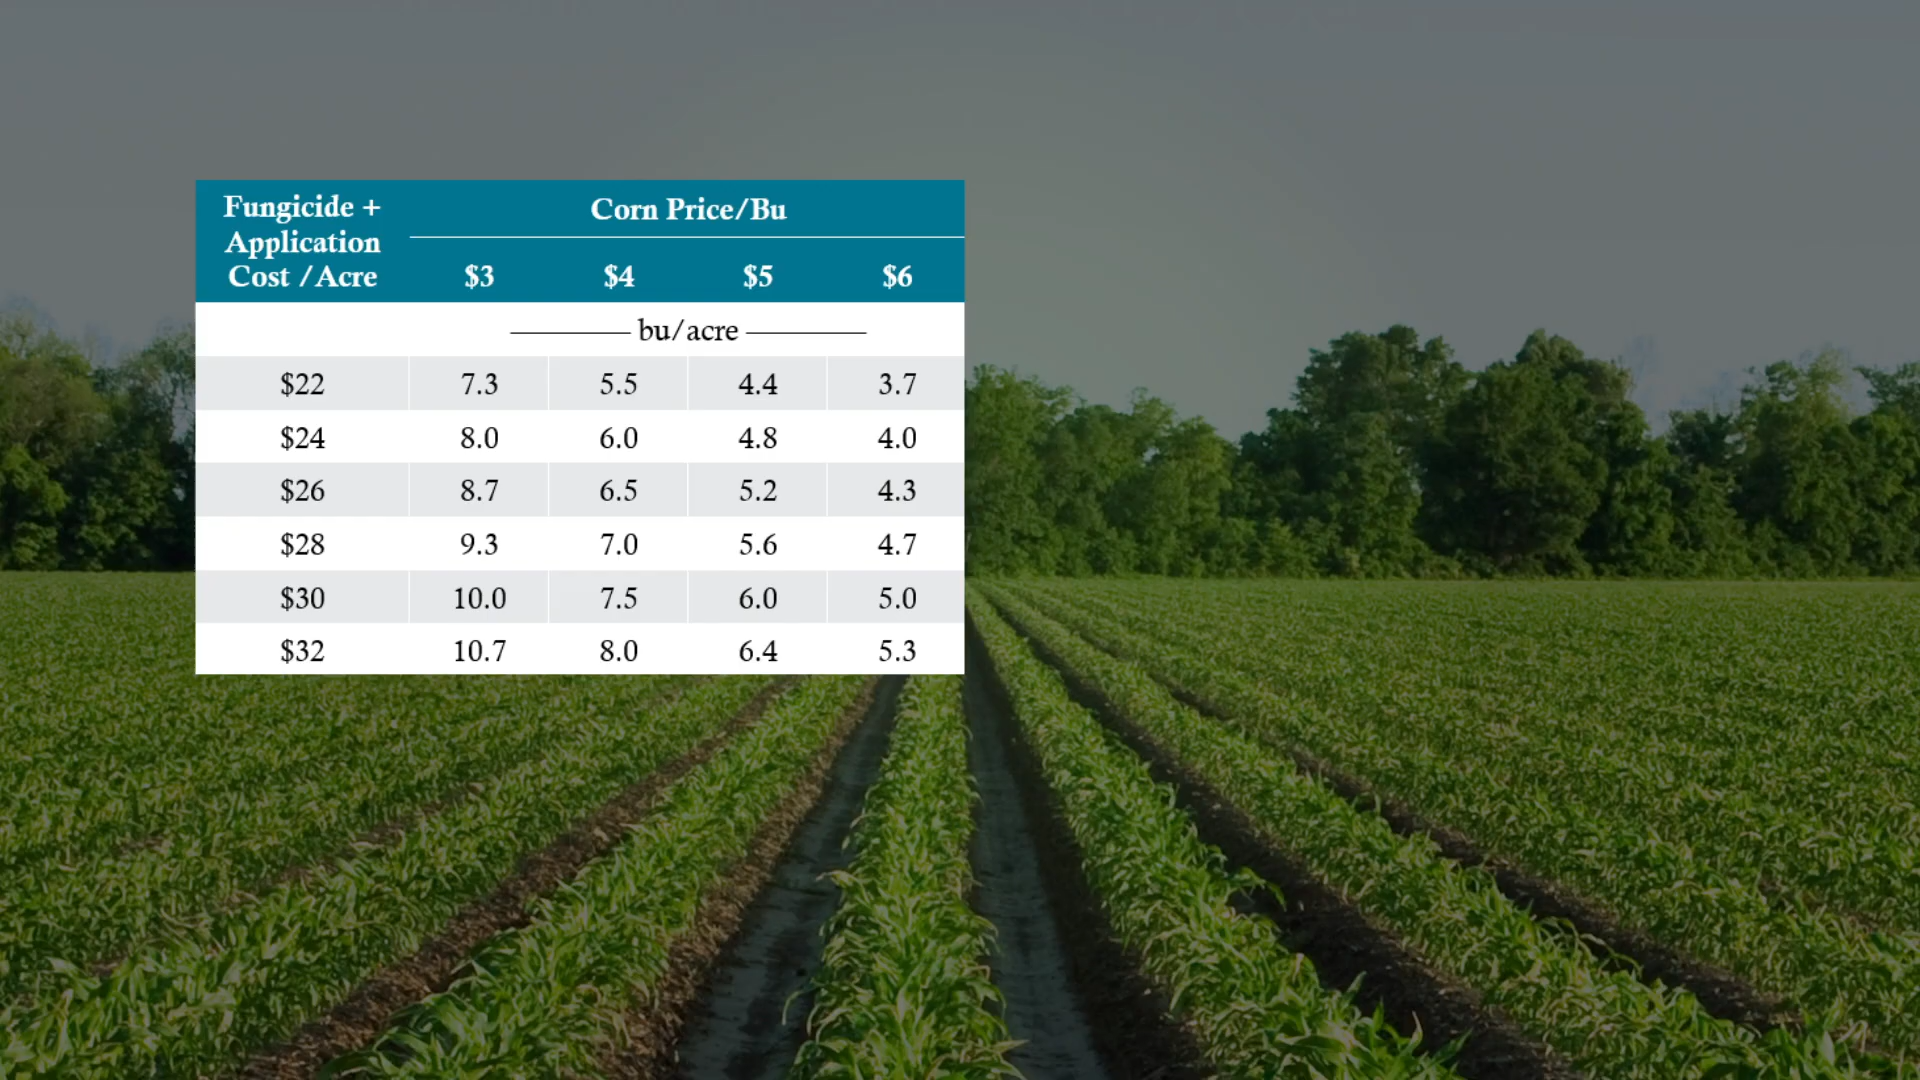 Fungicide +
Application
Cost /Acre
Corn Price/Bu
$3 $4 $5 $6
bu/acre
$22 7.3 5.5 4.4 3.7
$24 8.0 6.0 4.8 4.0
$26 8.7 6.5 5.2 4.3
$28 9.3 7.0 5.6 4.7
$30 10.0 7.5 6.0 5.0
$32 10.7 8.0 6.4 5.3